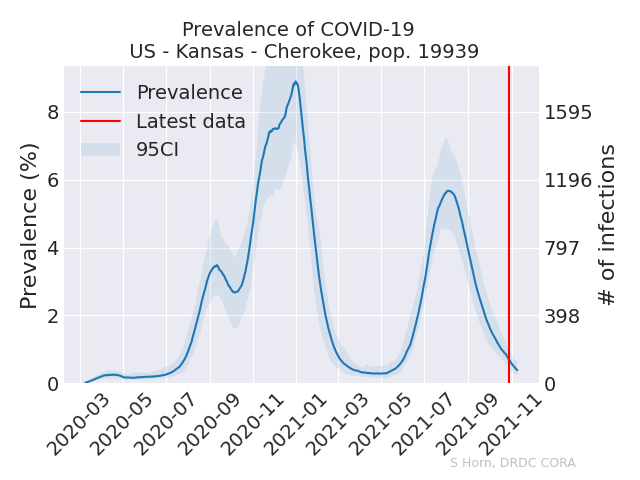 Prevalence of COVID-19
US - Kansas - Cherokee, pop. 19939
Prevalence
Latest data
95CI
Prevalence (%)
8
6
4
2
0
1595
1196
797
398
0
# of infections
2020-03
2020-05
2020-07
2020-09
2020-11
2021-01
2021-03
2021-05
2021-07
2021-09
2021-11
S Horn, DRDC CORA